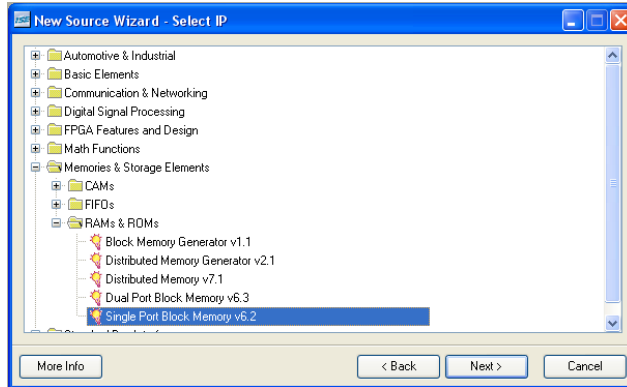 New Source Wizard - Select IP
Automotive & Industrial
Basic Elements
Communication & Networking
Digital Signal Processing
FPGA Features and Design
Math Functions
Memories & Storage Elements
CAMs
FIFOs
RAMs & ROMs
Block Memory Generator v1.1
Distributed Memory Generator v2.1
Distributed Memory v7.1
Dual Port Block Memory v6.3
Single Port Block Memory v6.2
More Info
< Back
Next >
Cancel